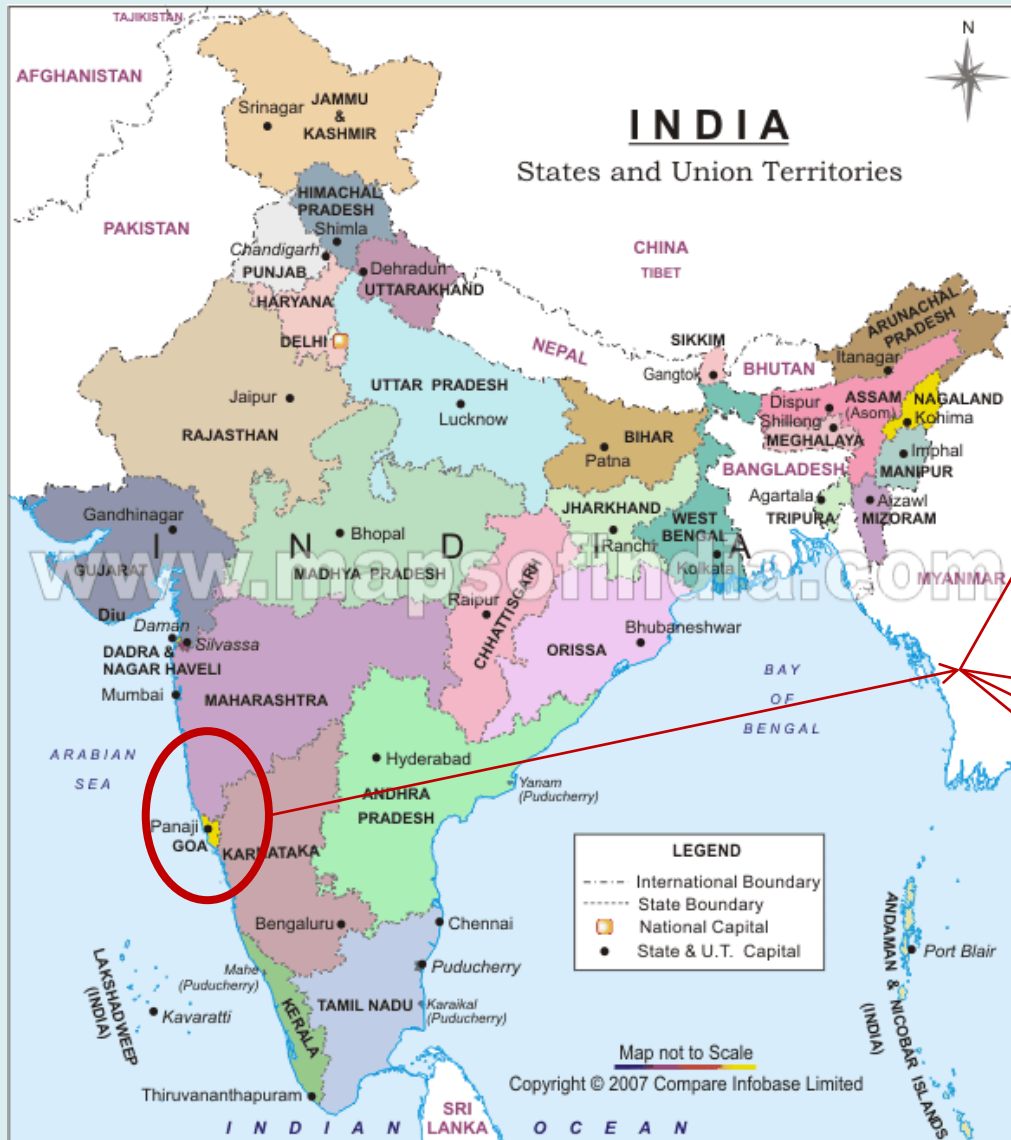 TAJIKISTAN
AFGHANISTAN
N
JAMMU
&
KASHMIR
Srinagar
INDIA
States and Union Territories
HIMACHAL
PRADESH
Shimla
PAKISTAN
Chandigarh
PUNJAB
Dehradun
UTTARAKHAND
CHINA
TIBET
HARYANA
DELHI
NEPAL
SIKKIM
Gangtok
BHUTAN
ARUNACHAL
PRADESH
Itanagar
UTTAR PRADESH
Lucknow
Jaipur
RAJASTHAN
BIHAR
Patna
Dispur
Shillong
MEGHALAYA
ASSAM
(Asom)
NAGALAND
Kohima
Imphal
MANIPUR
BANGLADESH
Agartala
TRIPURA
Aizawl
MIZORAM
JHARKHAND
Ranchi
WEST
BENGAL
Kolkata
Gandhinagar
GUJARAT
Bhopal
MADHYA PRADESH
I N D I A
www.mapsofindia.com
MYANMAR
Diu
Daman
Silvassa
DADRA &
NAGAR HAVELI
Mumbai
MAHARASHTRA
Raipur
CHHATTISGARH
ORISSA
Bhubaneshwar
BAY
OF
BENGAL
ARABIAN
SEA
Hyderabad
ANDHRA
PRADESH
Yanam
(Puducherry)
Panaji
GOA
KARNATAKA
Bengaluru
Chennai
LEGEND
International Boundary
State Boundary
National Capital
State & U.T. Capital
Mahe
(Puducherry)
Puducherry
LAKSHADWEEP
(INDIA)
Kavaratti
KERALA
TAMIL NADU
Karaikal
(Puducherry)
ANDAMAN & NICOBAR ISLANDS
(INDIA)
Port Blair
Thiruvananthapuram
Map not to Scale
Copyright © 2007 Compare Infobase Limited
SRI
LANKA
INDIAN OCEAN